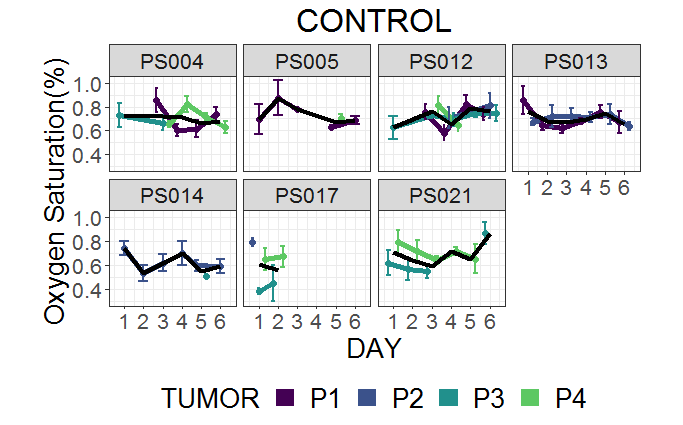 CONTROL
PS004 PS005 PS012 PS013
Oxygen Saturation(%)
1.0
0.8
0.6
0.4
1 2 3 4 5 6
PS014 PS017 PS021
1.0
0.8
0.6
0.4
1 2 3 4 5 6 1 2 3 4 5 6 1 2 3 4 5 6
DAY
TUMOR P1 P2 P3 P4